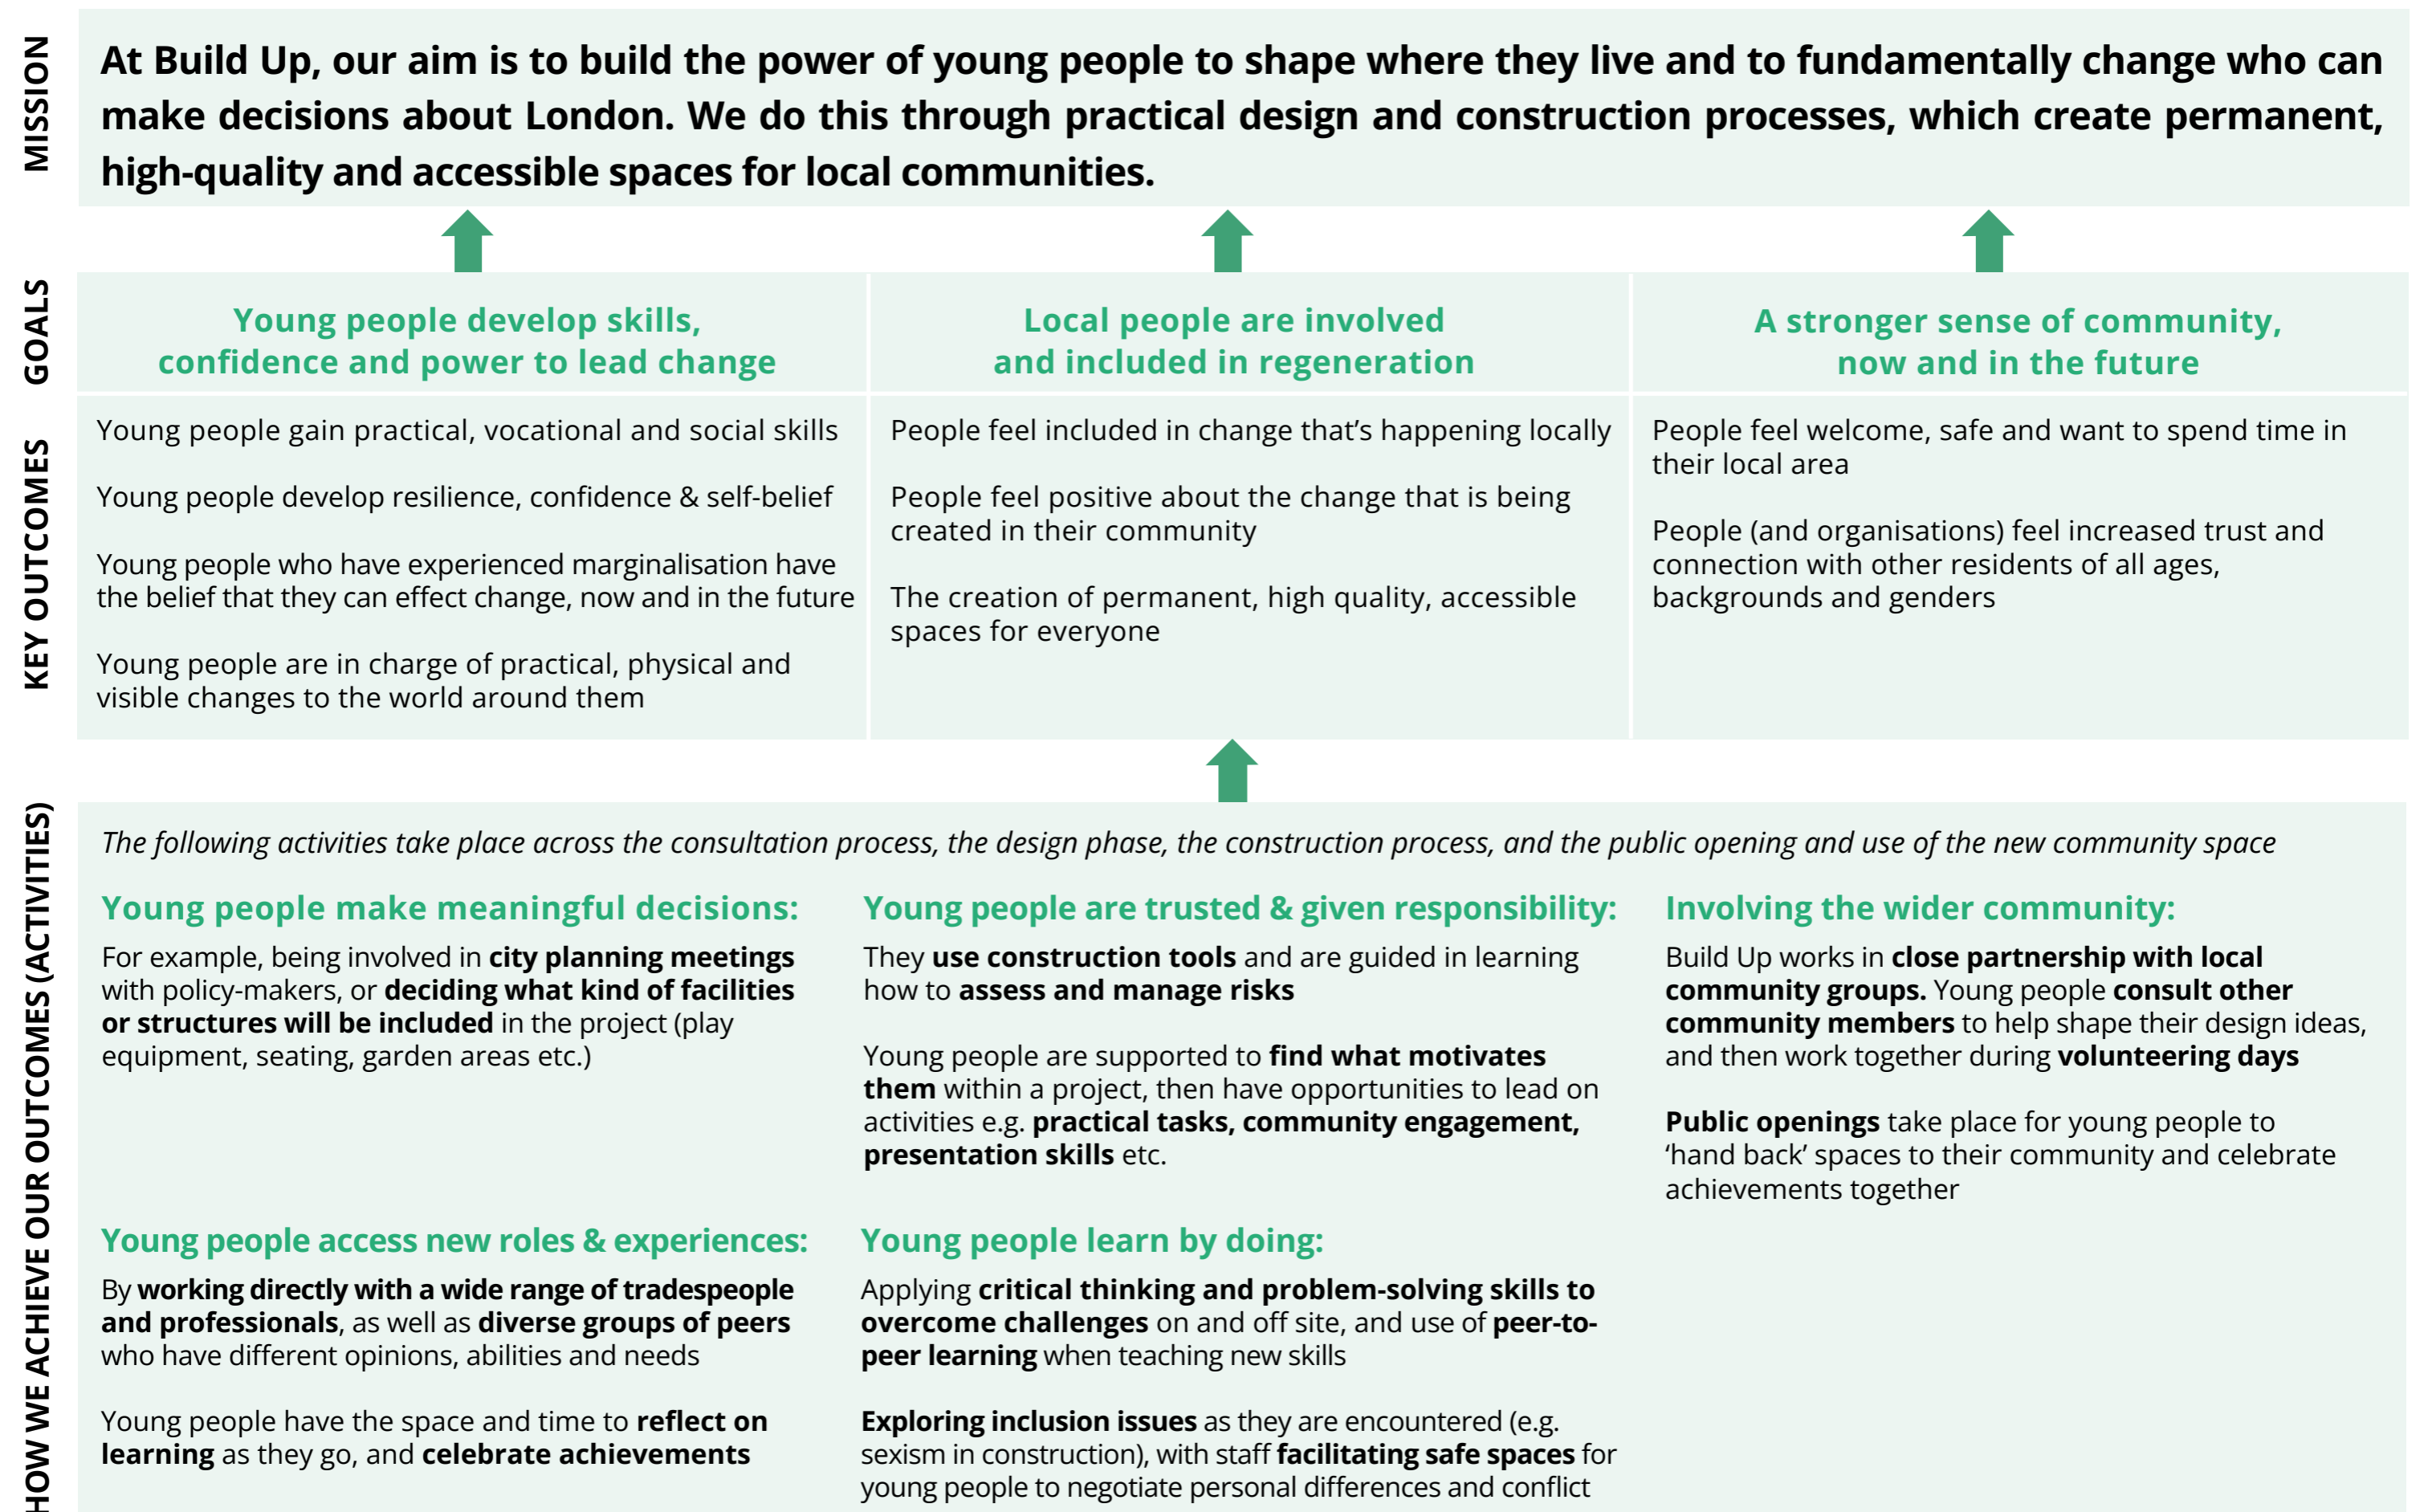 MISSION
At Build Up, our aim is to build the power of young people to shape where they live and to fundamentally change who can
make decisions about London. We do this through practical design and construction processes, which create permanent,
high-quality and accessible spaces for local communities.
GOALS
Young people develop skills,
confidence and power to lead change
Local people are involved
and included in regeneration
A stronger sense of community,
now and in the future
KEY OUTCOMES
Young people gain practical, vocational and social skills
Young people develop resilience, confidence & self-belief
Young people who have experienced marginalisation have
the belief that they can effect change, now and in the future
Young people are in charge of practical, physical and
visible changes to the world around them
People feel included in change that’s happening locally
People feel positive about the change that is being
created in their community
The creation of permanent, high quality, accessible
spaces for everyone
People feel welcome, safe and want to spend time in
their local area
People (and organisations) feel increased trust and
connection with other residents of all ages,
backgrounds and genders
HOW WE ACHIEVE OUR OUTCOMES (ACTIVITIES)
The following activities take place across the consultation process, the design phase, the construction process, and the public opening and use of the new community space
Young people make meaningful decisions:
For example, being involved in city planning meetings
with policy-makers, or deciding what kind of facilities
or structures will be included in the project (play
equipment, seating, garden areas etc.)
Young people are trusted & given responsibility:
They use construction tools and are guided in learning
how to assess and manage risks
Young people are supported to find what motivates
them within a project, then have opportunities to lead on
activities e.g. practical tasks, community engagement,
presentation skills etc.
Involving the wider community:
Build Up works in close partnership with local
community groups. Young people consult other
community members to help shape their design ideas,
and then work together during volunteering days
Public openings take place for young people to
‘hand back’ spaces to their community and celebrate
achievements together
Young people access new roles & experiences:
By working directly with a wide range of tradespeople
and professionals, as well as diverse groups of peers
who have different opinions, abilities and needs
Young people have the space and time to reflect on
learning as they go, and celebrate achievements
Young people learn by doing:
Applying critical thinking and problem-solving skills to
overcome challenges on and off site, and use of peer-to-
peer learning when teaching new skills
Exploring inclusion issues as they are encountered (e.g.
sexism in construction), with staff facilitating safe spaces for
young people to negotiate personal differences and conflict